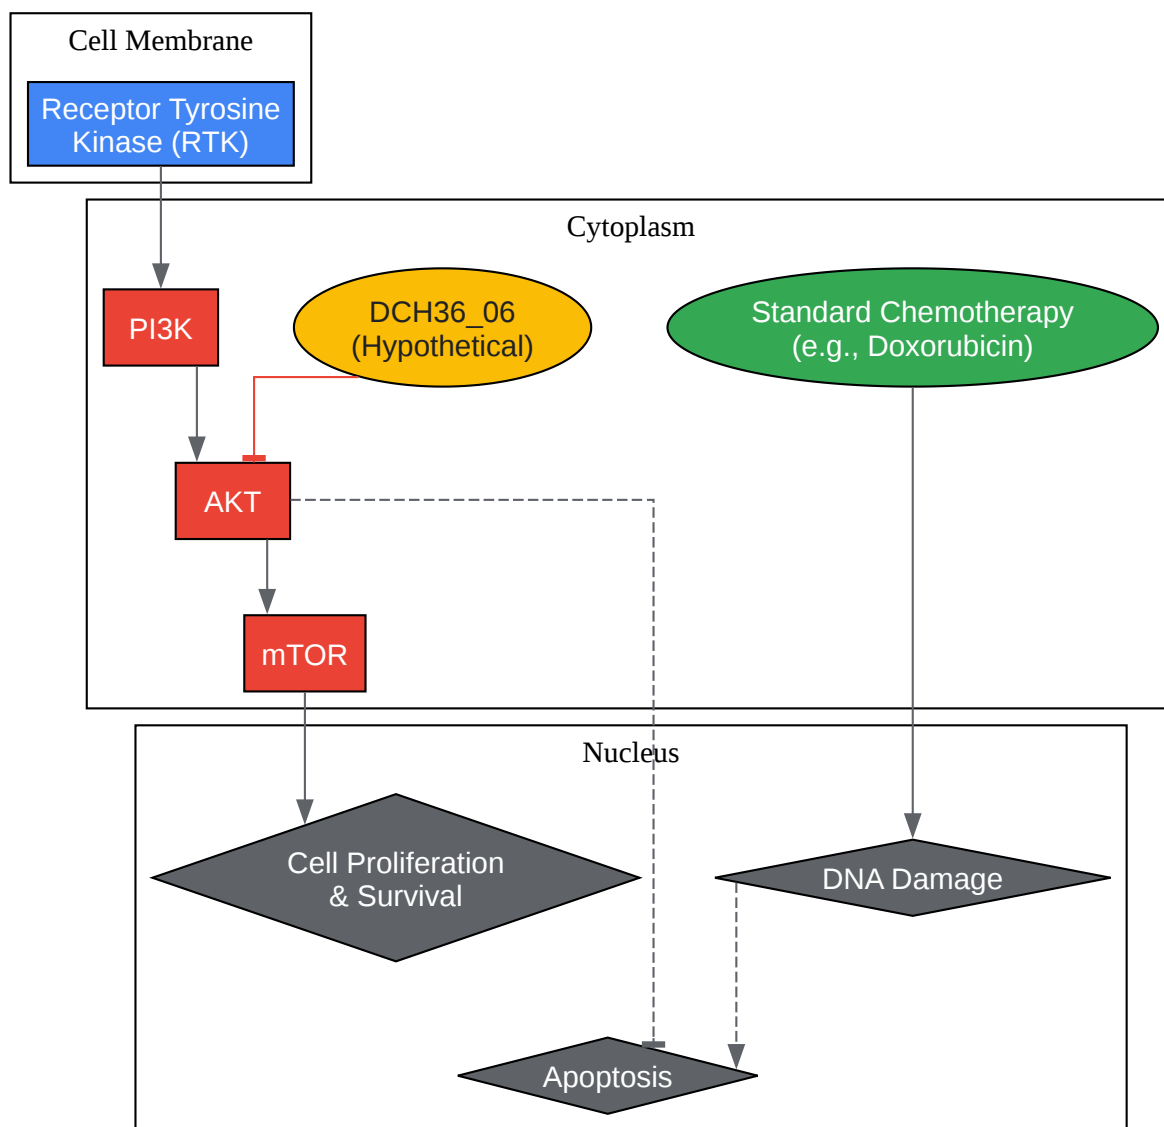 Cell Membrane
Receptor Tyrosine
Kinase (RTK)
Cytoplasm
PI3K
DCH36_06
(Hypothetical)
Standard Chemotherapy
(e.g., Doxorubicin)
AKT
mTOR
Nucleus
Cell Proliferation
& Survival
DNA Damage
Apoptosis